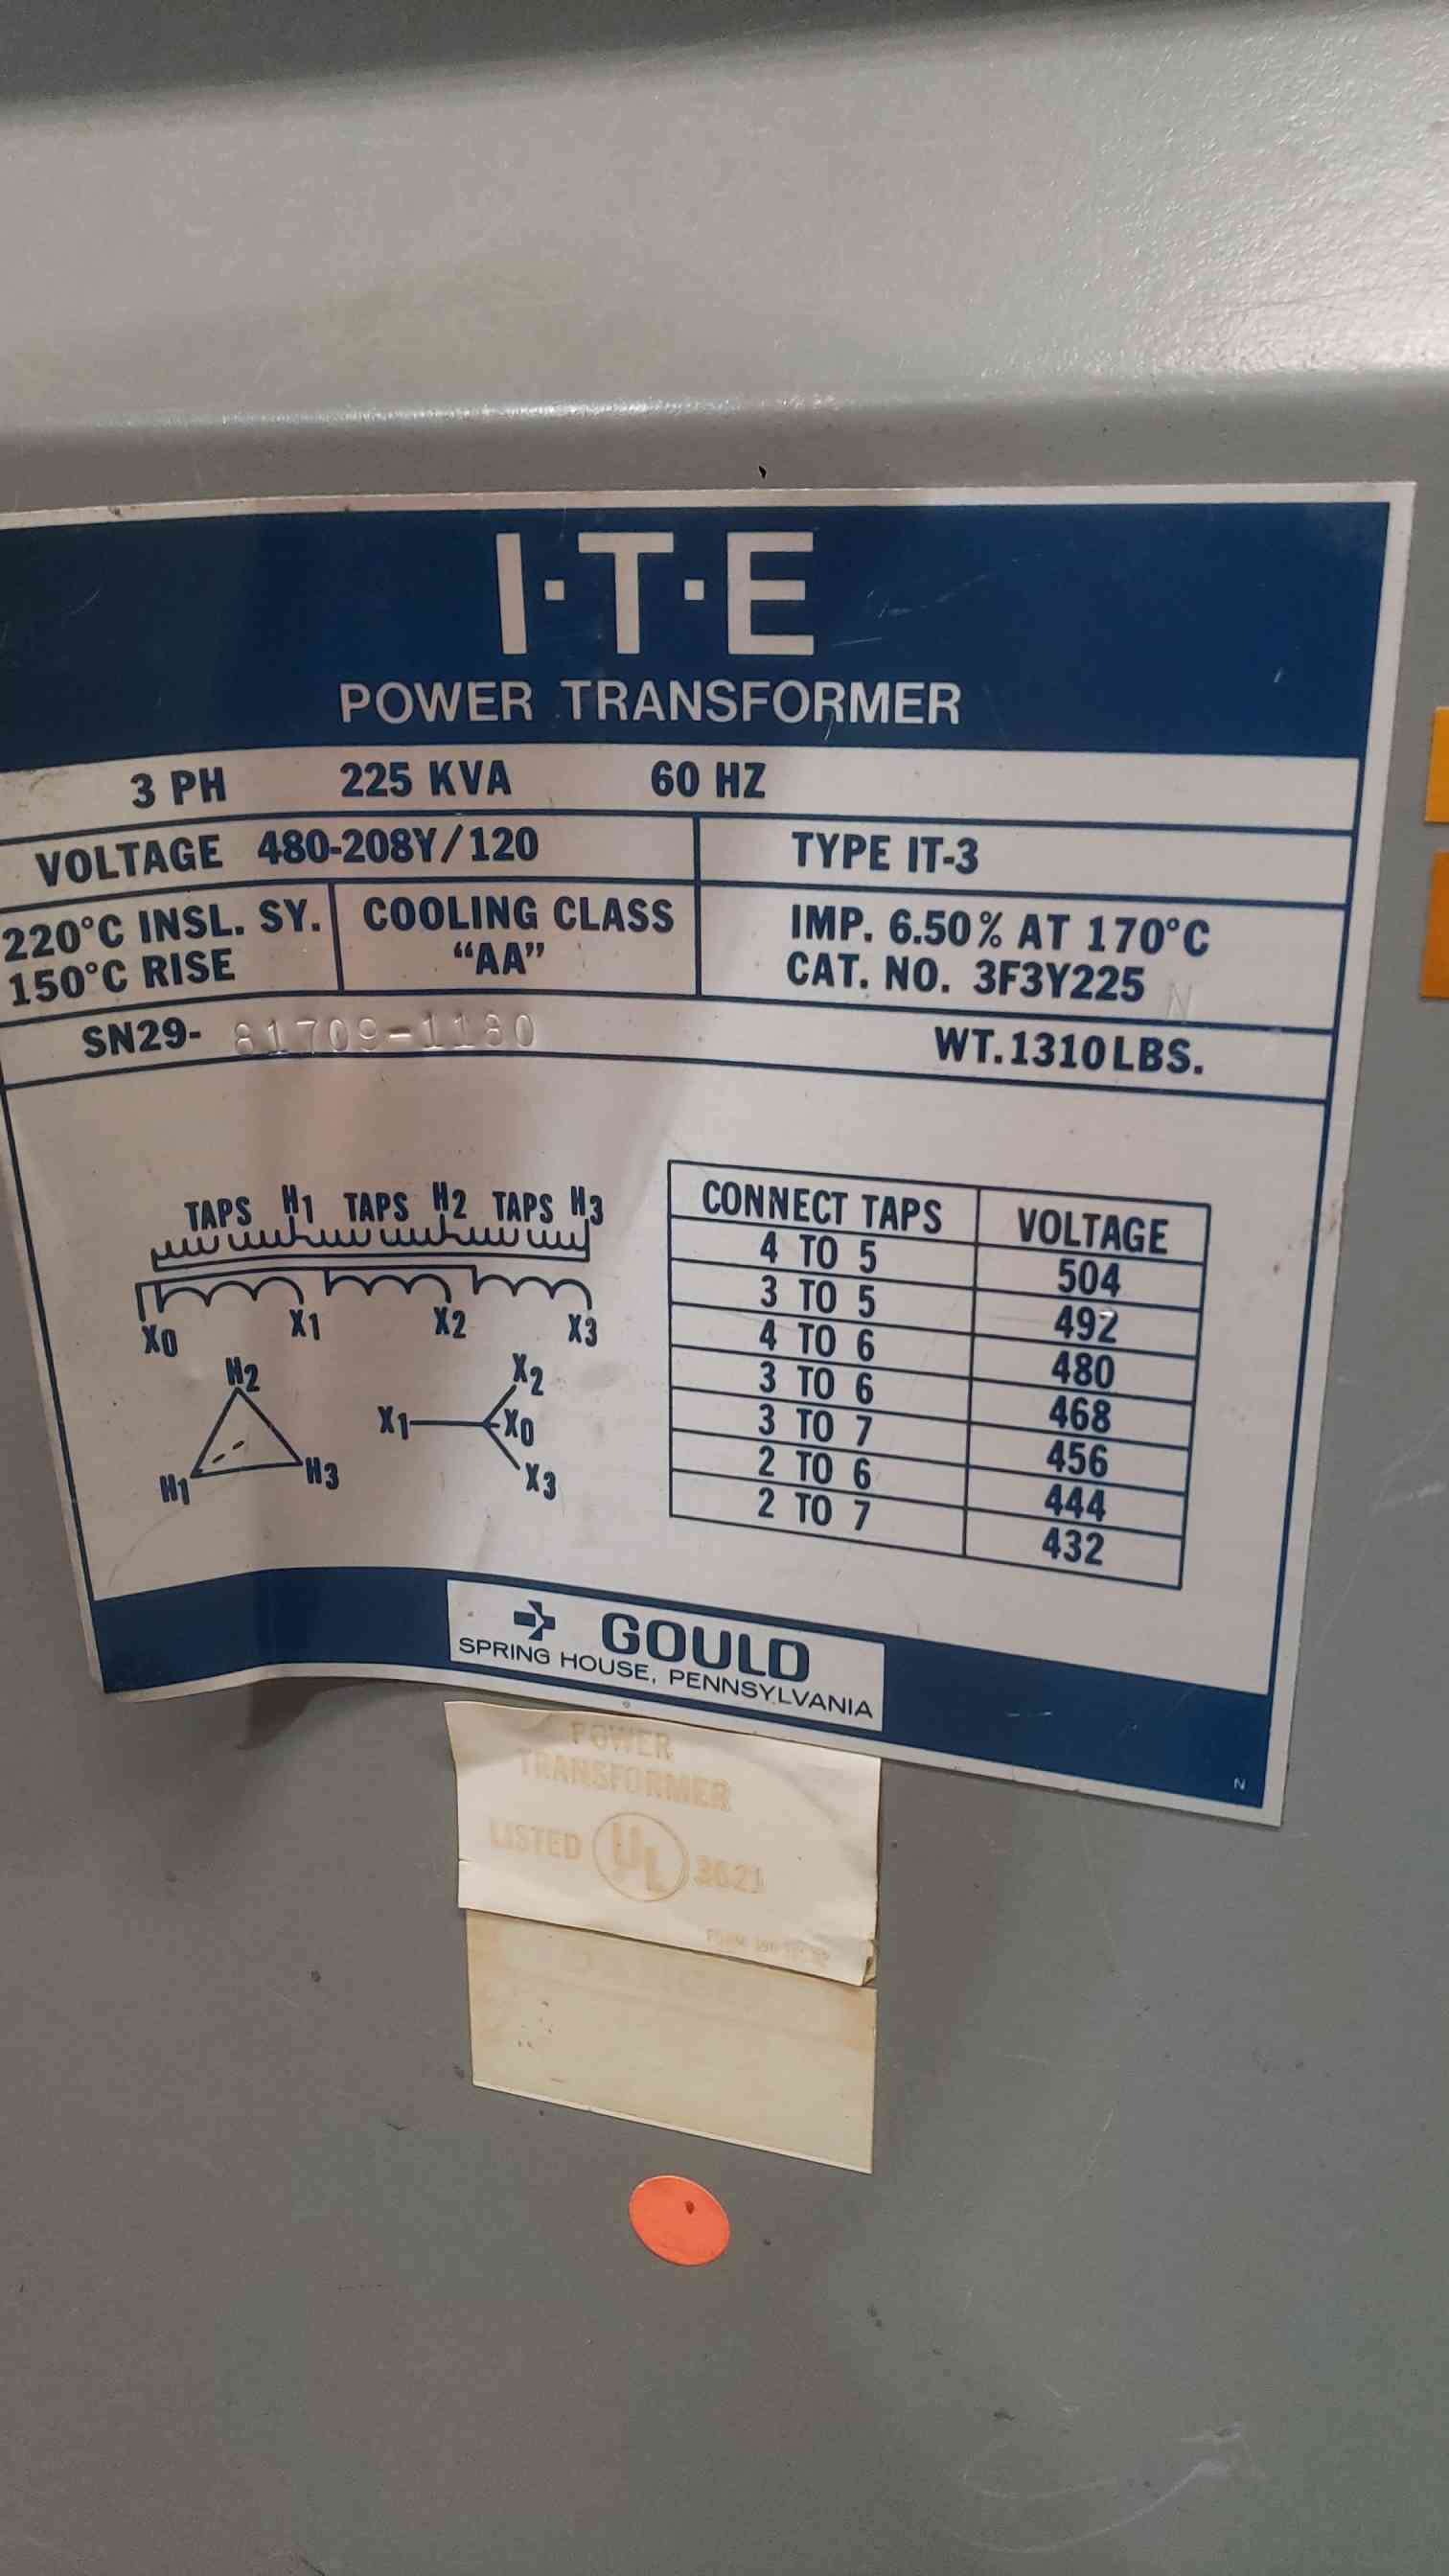 I·T·E
POWER TRANSFORMER
3 PH 225 KVA 60 HZ
VOLTAGE 480-208Y/120 TYPE IT-3
220°C INSL. SY.
150°C RISE
COOLING CLASS
"AA"
IMP. 6.50% AT 170°C
CAT. NO. 3F3Y225 N
SN29- WT. 1310 LBS.
TAPS H1 TAPS H2 TAPS H3
X0 X1 X2 X3
H2
H1 H3
X2
X1 X0
X3
CONNECT TAPS VOLTAGE
4 TO 5 504
3 TO 5 492
4 TO 6 480
3 TO 6 468
3 TO 7 456
2 TO 6 444
2 TO 7 432
GOULD
SPRING HOUSE, PENNSYLVANIA
N
POWER
TRANSFORMER
LISTED UL 3621